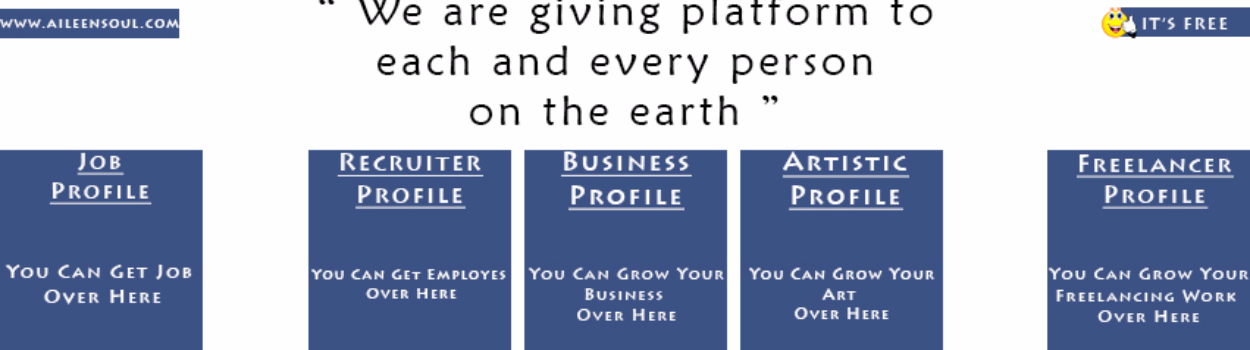 WWW.AILEENSOUL.COM
“ We are giving platform to
each and every person
on the earth ”
IT'S FREE
JOB
PROFILE
YOU CAN GET JOB
OVER HERE
RECRUITER
PROFILE
YOU CAN GET EMPLOYES
OVER HERE
BUSINESS
PROFILE
YOU CAN GROW YOUR
BUSINESS
OVER HERE
ARTISTIC
PROFILE
YOU CAN GROW YOUR
ART
OVER HERE
FREELANCER
PROFILE
YOU CAN GROW YOUR
FREELANCING WORK
OVER HERE